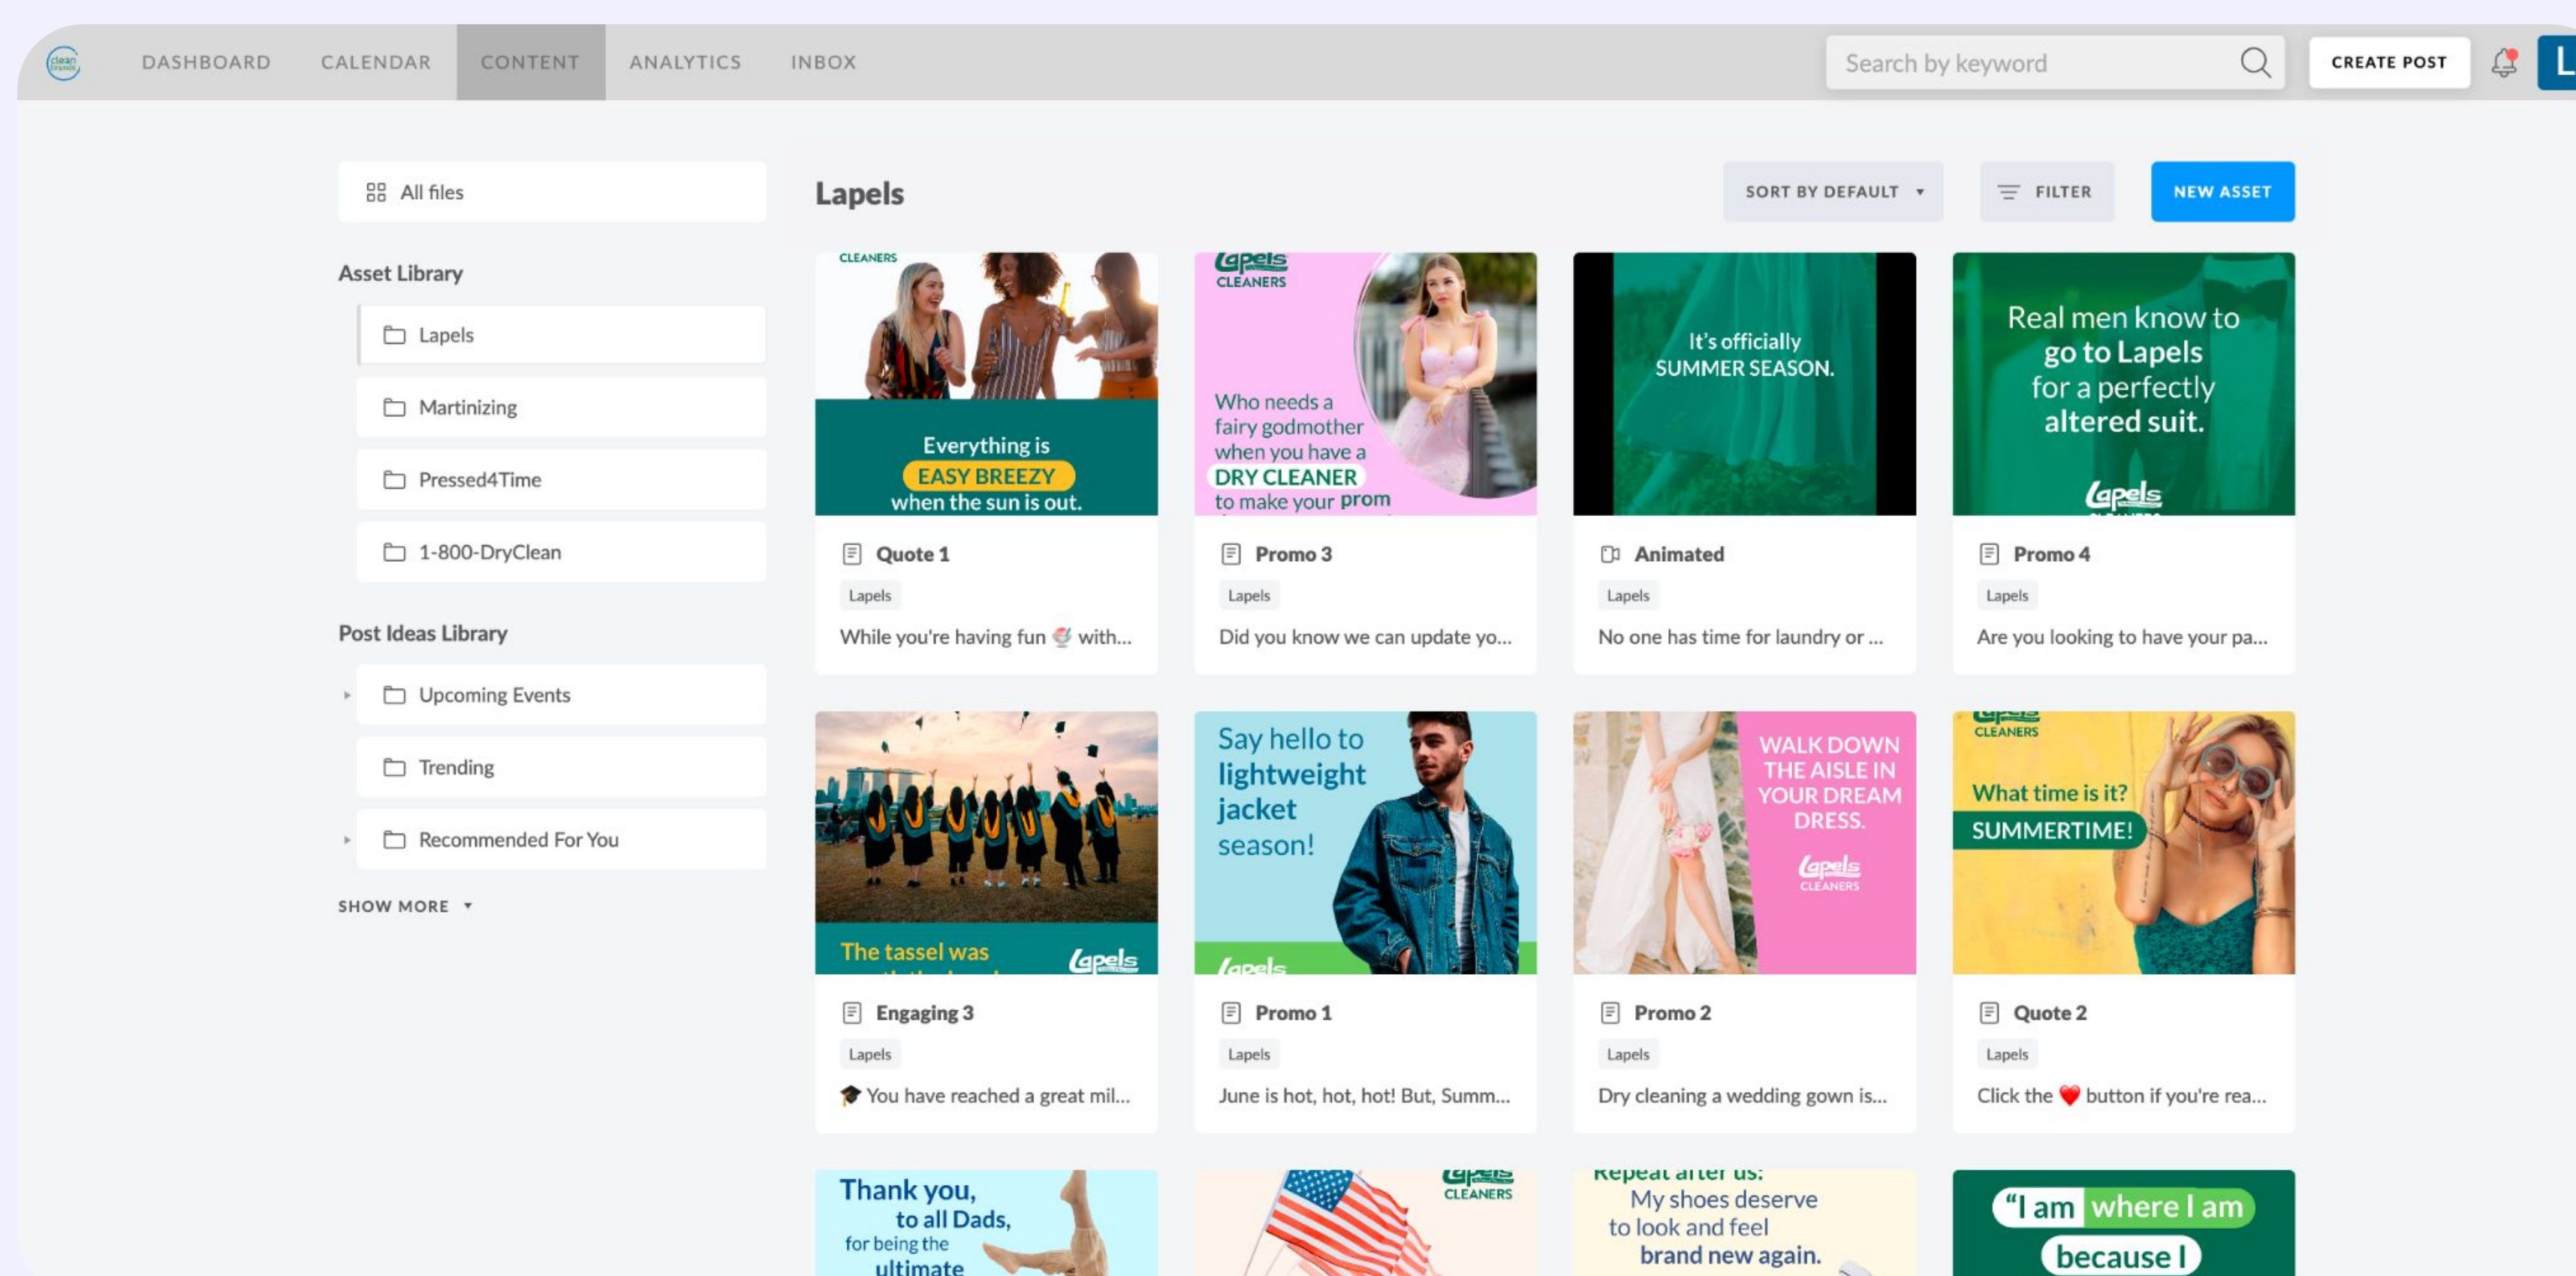 clean
brands
DASHBOARD
CALENDAR
CONTENT
ANALYTICS
INBOX
Search by keyword
CREATE POST
L
All files
Asset Library
Lapels
Martinizing
Pressed4Time
1-800-DryClean
Post Ideas Library
Upcoming Events
Trending
Recommended For You
SHOW MORE
Lapels
SORT BY DEFAULT
FILTER
NEW ASSET
CLEANERS
Everything is
EASY BREEZY
when the sun is out.
Quote 1
Lapels
While you're having fun 🍧 with...
Lapels
CLEANERS
Who needs a
fairy godmother
when you have a
DRY CLEANER
to make your prom
Promo 3
Lapels
Did you know we can update yo...
It's officially
SUMMER SEASON.
Animated
Lapels
No one has time for laundry or ...
Real men know to
go to Lapels
for a perfectly
altered suit.
Lapels
CLEANERS
Promo 4
Lapels
Are you looking to have your pa...
The tassel was
Lapels
Engaging 3
Lapels
🎓 You have reached a great mil...
Say hello to
lightweight
jacket
season!
Lapels
Promo 1
Lapels
June is hot, hot, hot! But, Summ...
WALK DOWN
THE AISLE IN
YOUR DREAM
DRESS.
Lapels
CLEANERS
Promo 2
Lapels
Dry cleaning a wedding gown is...
Lapels
CLEANERS
What time is it?
SUMMERTIME!
Quote 2
Lapels
Click the ❤️ button if you're rea...
Thank you,
to all Dads,
for being the
ultimate
Lapels
CLEANERS
Repeat after us:
My shoes deserve
to look and feel
brand new again.
“I am where I am
because I